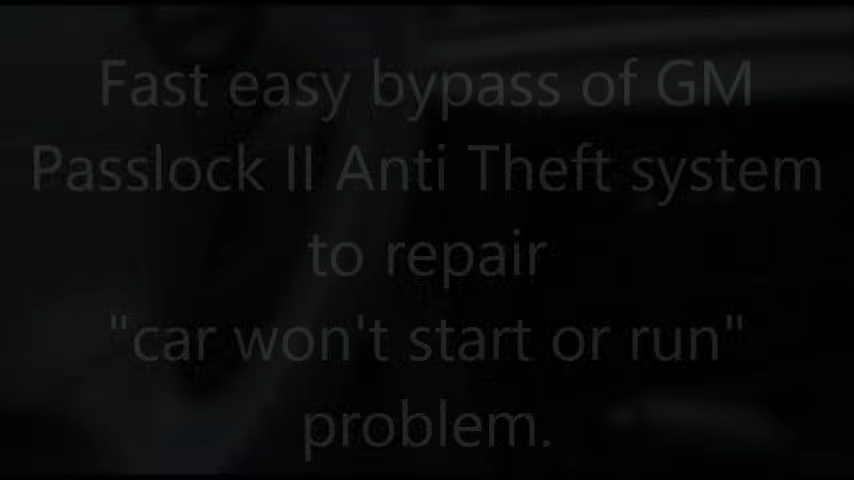 Fast easy bypass of GM
Passlock II Anti Theft system
to repair
"car won't start or run"
problem.